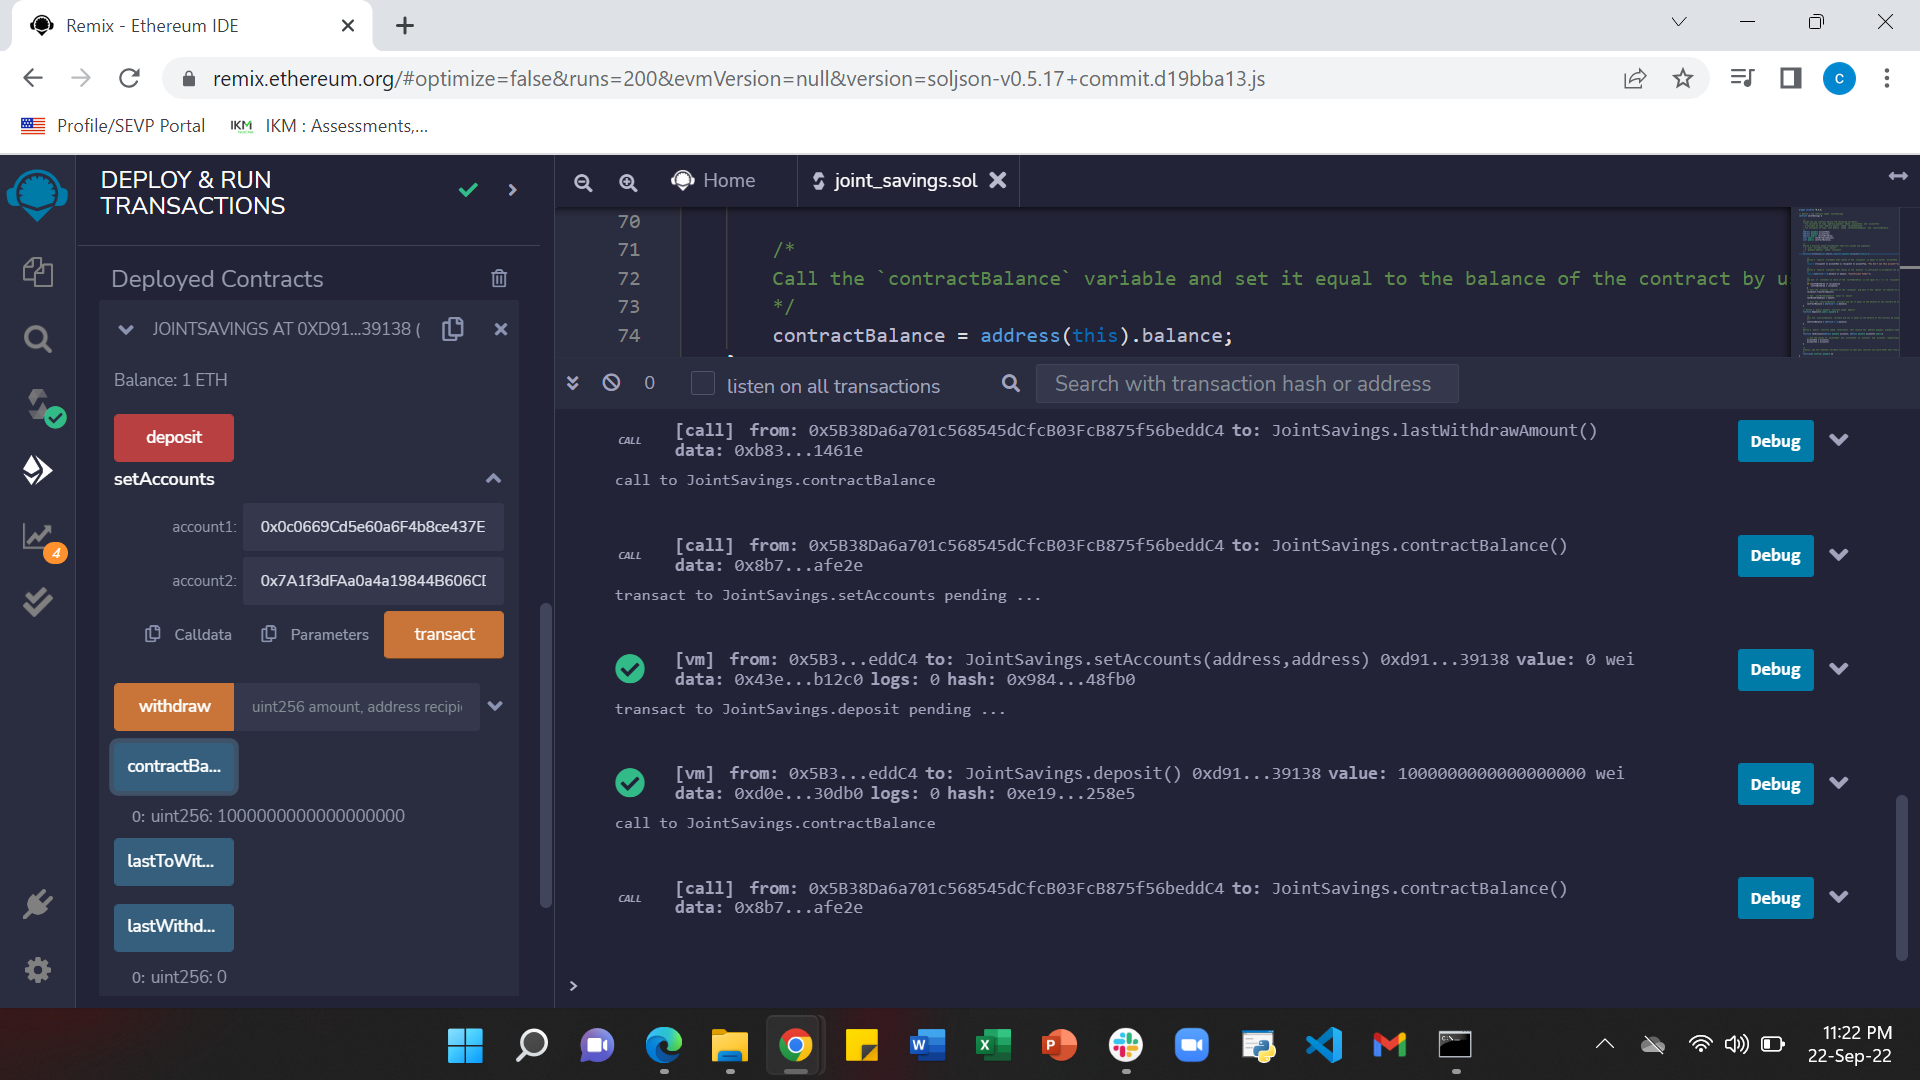 Remix - Ethereum IDE
remix.ethereum.org/#optimize=false&runs=200&evmVersion=null&version=soljson-v0.5.17+commit.d19bba13.js
c
Profile/SEVP Portal
IKM IKM : Assessments,...
DEPLOY & RUN
TRANSACTIONS
Home
joint_savings.sol
Deployed Contracts
JOINTSAVINGS AT 0XD91...39138 (
Balance: 1 ETH
deposit
setAccounts
account1: 0x0c0669Cd5e60a6F4b8ce437E
account2: 0x7A1f3dFAa0a4a19844B606CD
Calldata
Parameters
transact
withdraw
uint256 amount, address recipi
contractBa...
0: uint256: 1000000000000000000
lastToWit...
lastWithd...
0: uint256: 0
4
70
71 /*
72 Call the `contractBalance` variable and set it equal to the balance of the contract by u
73 */
74 contractBalance = address(this).balance;
0
listen on all transactions
Search with transaction hash or address
CALL [call] from: 0x5B38Da6a701c568545dCfcB03FcB875f56beddC4 to: JointSavings.lastWithdrawAmount()
data: 0xb83...1461e
Debug
call to JointSavings.contractBalance
CALL [call] from: 0x5B38Da6a701c568545dCfcB03FcB875f56beddC4 to: JointSavings.contractBalance()
data: 0x8b7...afe2e
Debug
transact to JointSavings.setAccounts pending ...
[vm] from: 0x5B3...eddC4 to: JointSavings.setAccounts(address,address) 0xd91...39138 value: 0 wei
data: 0x43e...b12c0 logs: 0 hash: 0x984...48fb0
Debug
transact to JointSavings.deposit pending ...
[vm] from: 0x5B3...eddC4 to: JointSavings.deposit() 0xd91...39138 value: 1000000000000000000 wei
data: 0xd0e...30db0 logs: 0 hash: 0xe19...258e5
Debug
call to JointSavings.contractBalance
CALL [call] from: 0x5B38Da6a701c568545dCfcB03FcB875f56beddC4 to: JointSavings.contractBalance()
data: 0x8b7...afe2e
Debug
>
11:22 PM
22-Sep-22